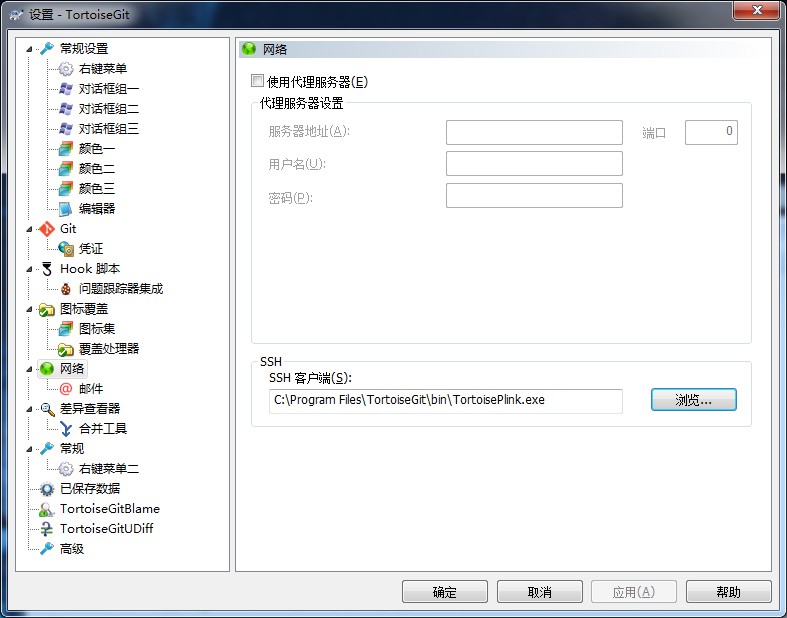 设置 - TortoiseGit
常规设置
右键菜单
对话框组一
对话框组二
对话框组三
颜色一
颜色二
颜色三
编辑器
Git
凭证
Hook 脚本
问题跟踪器集成
图标覆盖
图标集
覆盖处理器
网络
邮件
差异查看器
合并工具
常规
右键菜单二
已保存数据
TortoiseGitBlame
TortoiseGitUDiff
高级
网络
使用代理服务器(E)
代理服务器设置
服务器地址(A): 端口 0
用户名(U):
密码(P):
SSH
SSH 客户端(S):
C:\Program Files\TortoiseGit\bin\TortoisePlink.exe 浏览...
确定 取消 应用(A) 帮助